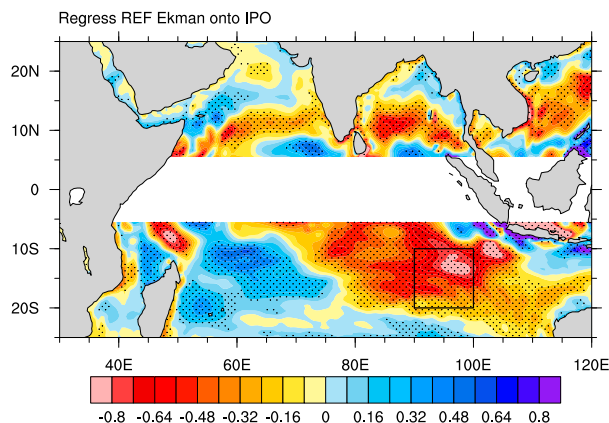 Regress REF Ekman onto IPO
20N
10N
0
10S
20S
40E 60E 80E 100E 120E
-0.8 -0.64 -0.48 -0.32 -0.16 0 0.16 0.32 0.48 0.64 0.8